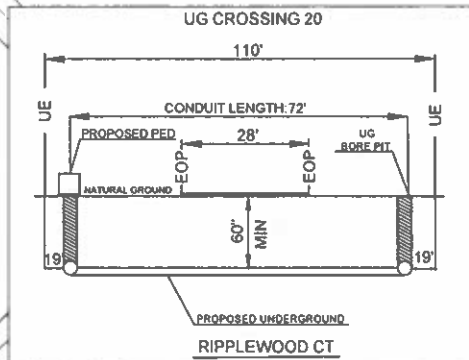 UG CROSSING 20
110'
UE
UE
CONDUIT LENGTH:72'
PROPOSED PED
28'
UG
BORE PIT
EOP
EOP
NATURAL GROUND
60"
MIN
19'
19'
PROPOSED UNDERGROUND
RIPPLEWOOD CT